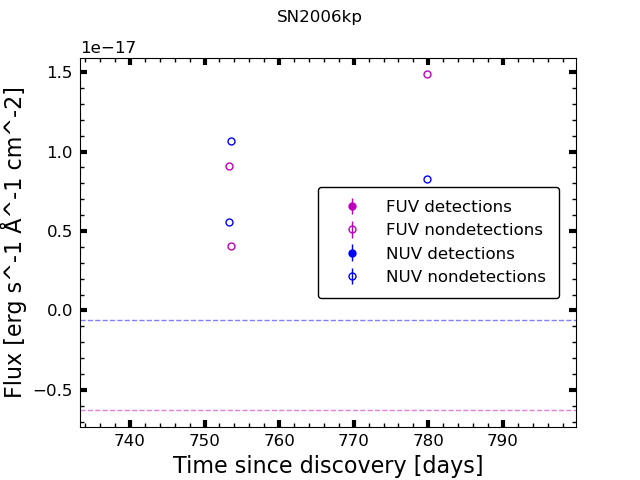 SN2006kp
1e−17
1.5
1.0
0.5
0.0
−0.5
Flux [erg s^-1 Å^-1 cm^-2]
FUV detections
FUV nondetections
NUV detections
NUV nondetections
740 750 760 770 780 790
Time since discovery [days]